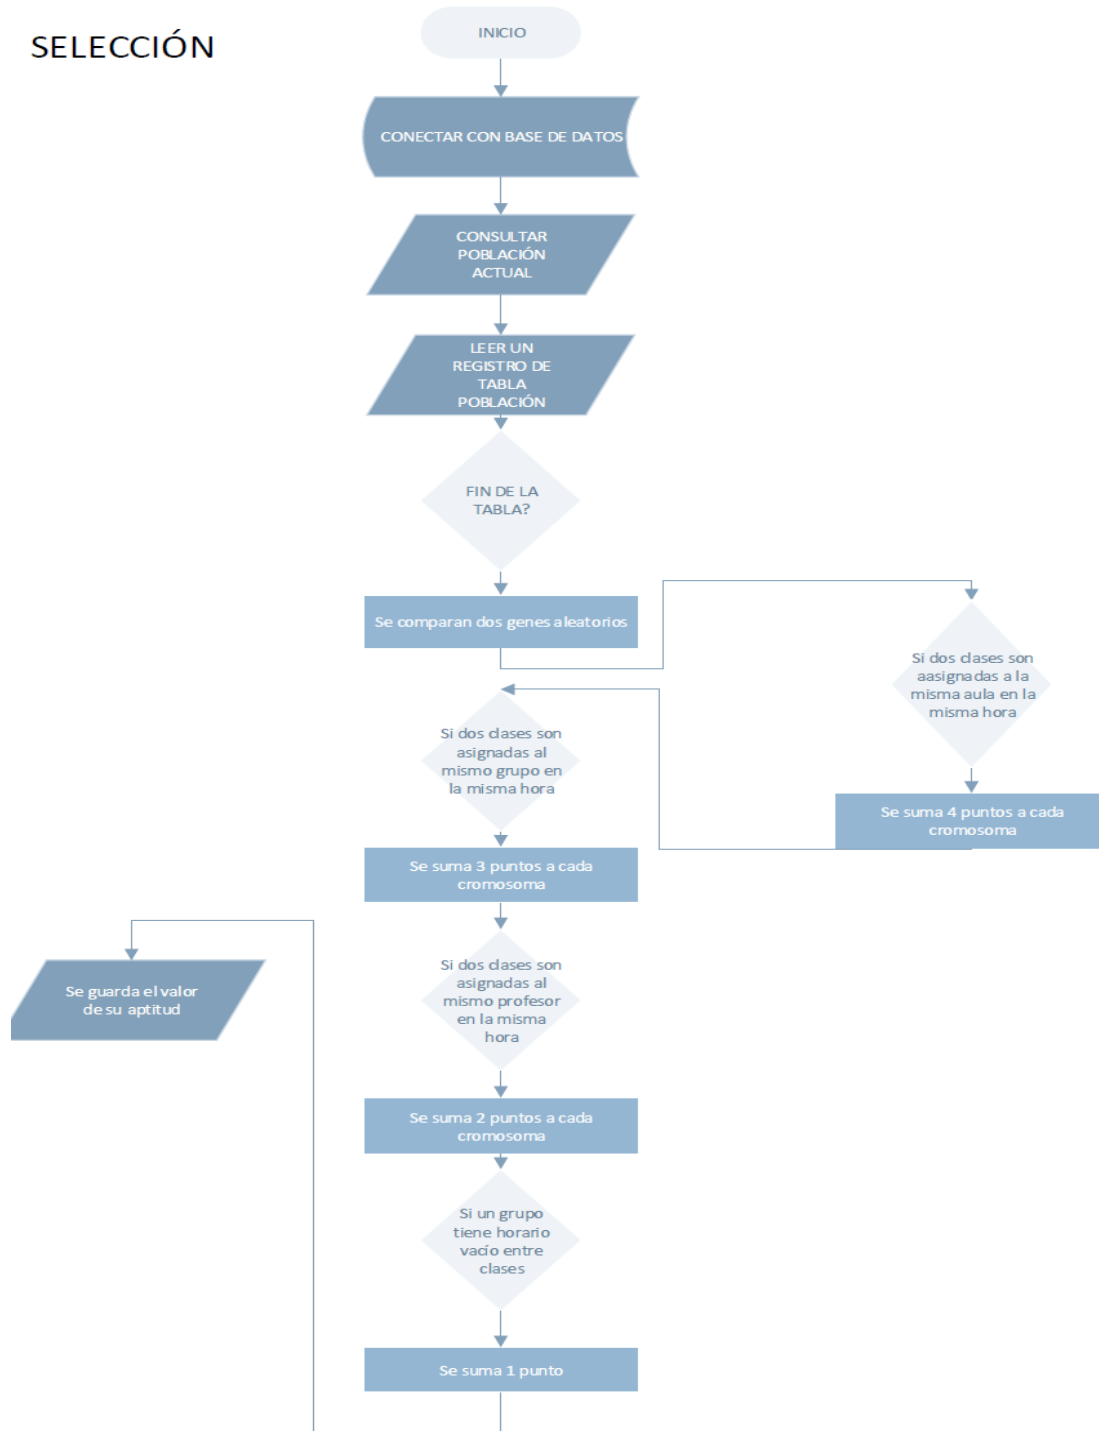 SELECCIÓN
INICIO
CONECTAR CON BASE DE DATOS
CONSULTAR
POBLACIÓN
ACTUAL
LEER UN
REGISTRO DE
TABLA
POBLACIÓN
FIN DE LA
TABLA?
Se comparan dos genes aleatorios
Si dos clases son
aasignadas a la
misma aula en la
misma hora
Se suma 4 puntos a cada
cromosoma
Si dos clases son
asignadas al
mismo grupo en
la misma hora
Se suma 3 puntos a cada
cromosoma
Si dos clases son
asignadas al
mismo profesor
en la misma
hora
Se suma 2 puntos a cada
cromosoma
Si un grupo
tiene horario
vacío entre
clases
Se suma 1 punto
Se guarda el valor
de su aptitud